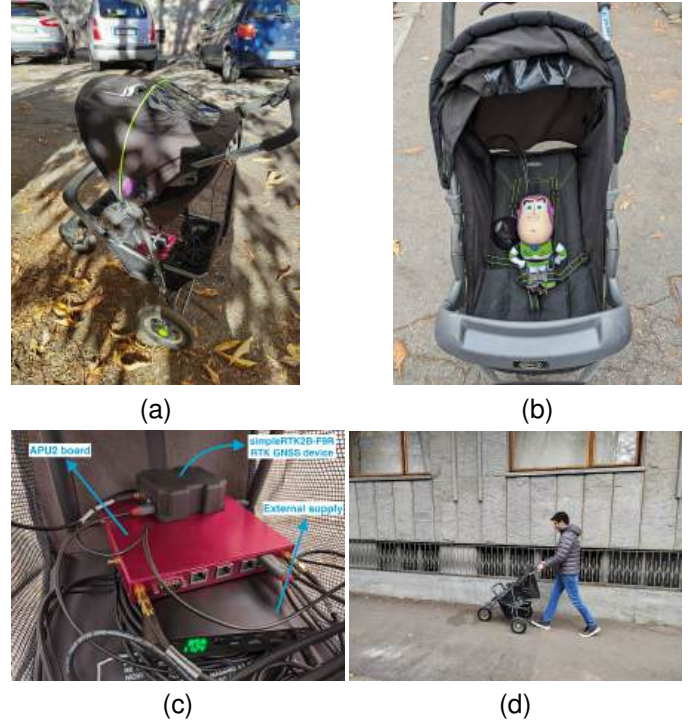 (a)
(b)
APU2 board
simpleRTK2B-F9R
RTK GNSS device
External supply
(c)
(d)